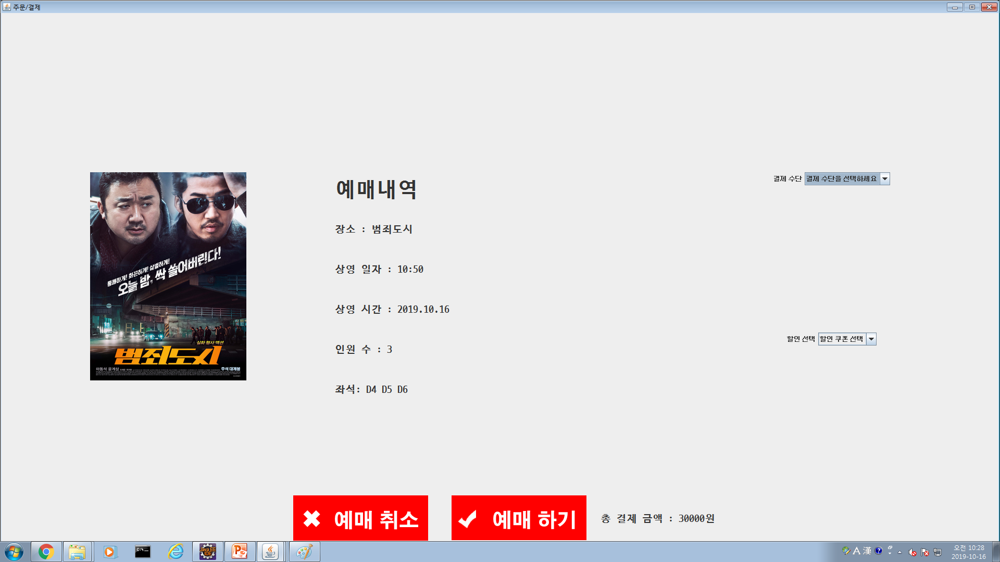 주문/결제
통쾌하게! 화끈하게! 살벌하게!
오늘 밤, 싹 쓸어버린다!
실화 형사 액션
범죄도시
마동석 윤계상
추석 대개봉
예매내역
장소 : 범죄도시
상영 일자 : 10:50
상영 시간 : 2019.10.16
인원 수 : 3
좌석: D4 D5 D6
결제 수단 결제 수단을 선택하세요
할인 선택 할인 쿠폰 선택
예매 취소
예매 하기
총 결제 금액 : 30000원
C:\_
Java EE
IDE
A 漢
오전 10:28
2019-10-16